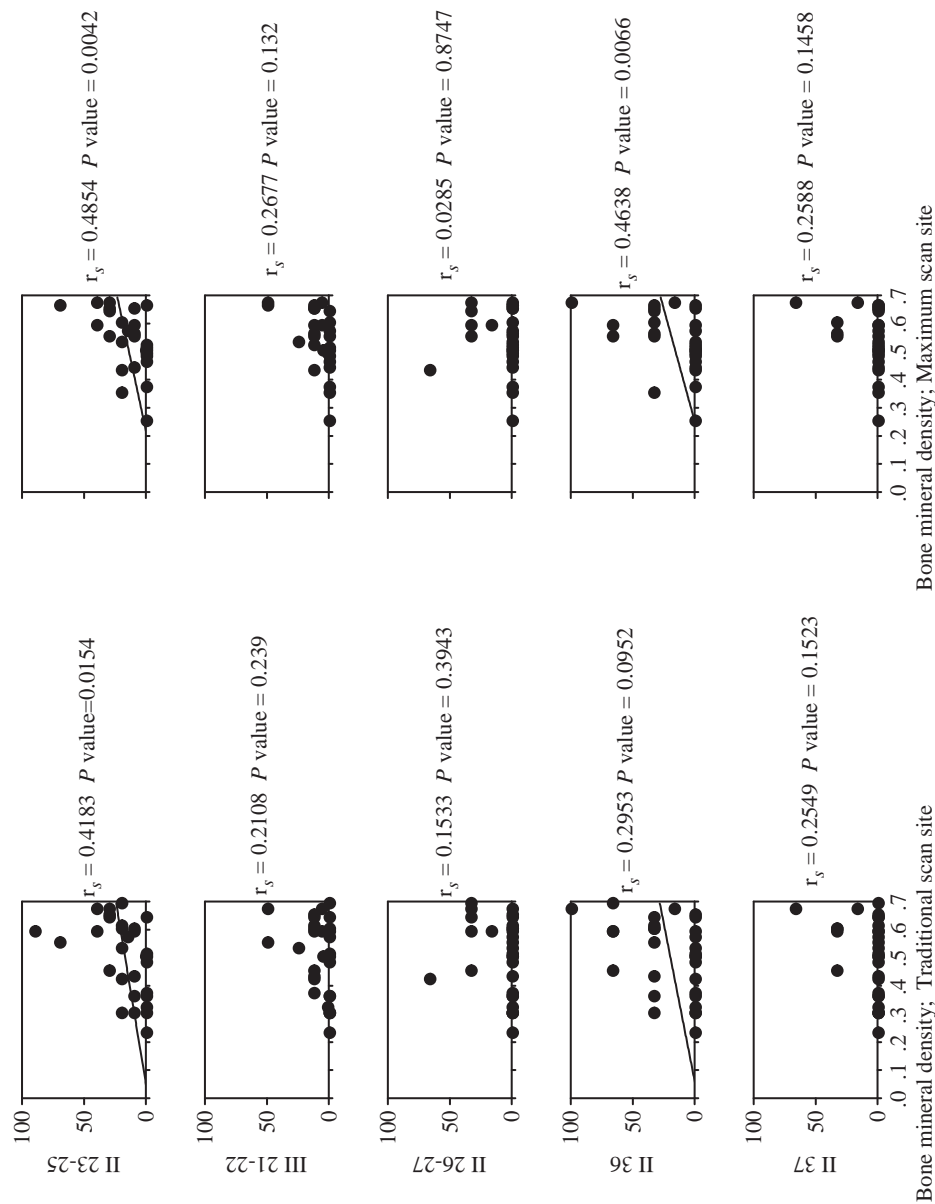 II 23-25
100
50
0
r_s = 0.4183 P value=0.0154
r_s = 0.4854 P value = 0.0042
III 21-22
100
50
0
r_s = 0.2108 P value = 0.239
r_s = 0.2677 P value = 0.132
II 26-27
100
50
0
r_s = 0.1533 P value = 0.3943
r_s = 0.0285 P value = 0.8747
II 36
100
50
0
r_s = 0.2953 P value = 0.0952
r_s = 0.4638 P value = 0.0066
II 37
100
50
0
r_s = 0.2549 P value = 0.1523
r_s = 0.2588 P value = 0.1458
.0 .1 .2 .3 .4 .5 .6 .7
.0 .1 .2 .3 .4 .5 .6 .7
Bone mineral density; Traditional scan site
Bone mineral density; Maximum scan site